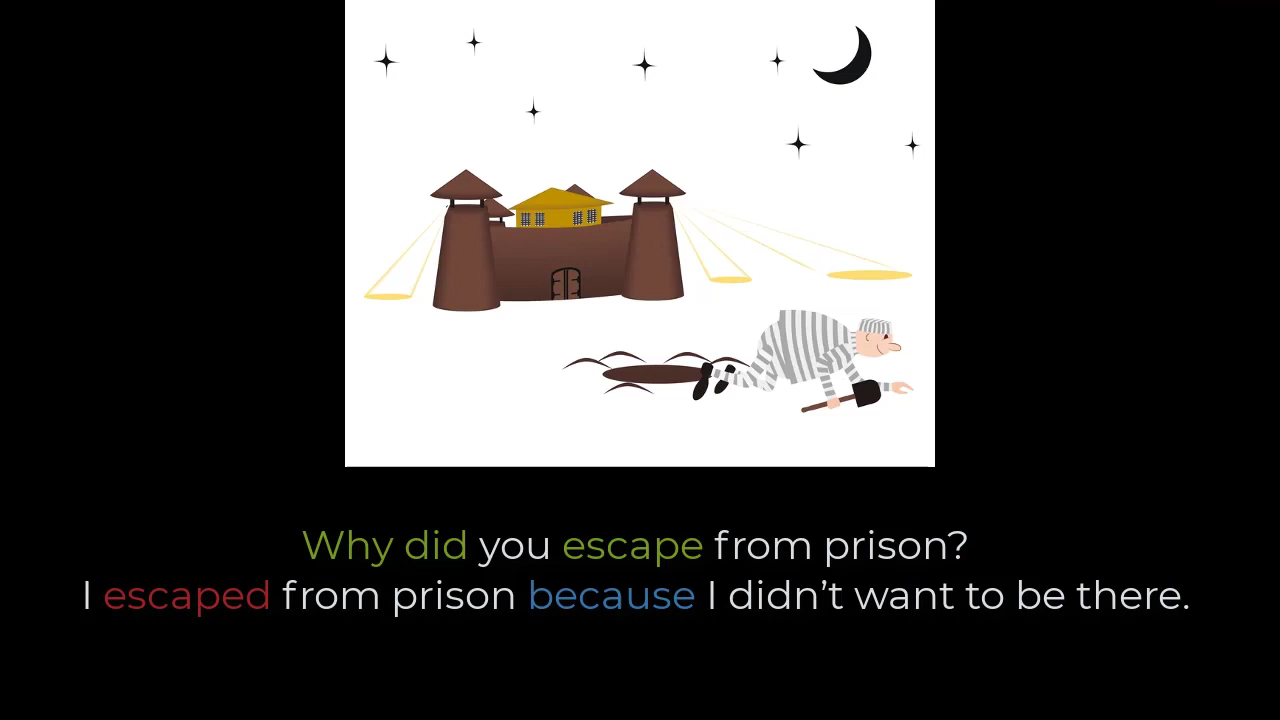 Why did you escape from prison?
I escaped from prison because I didn’t want to be there.